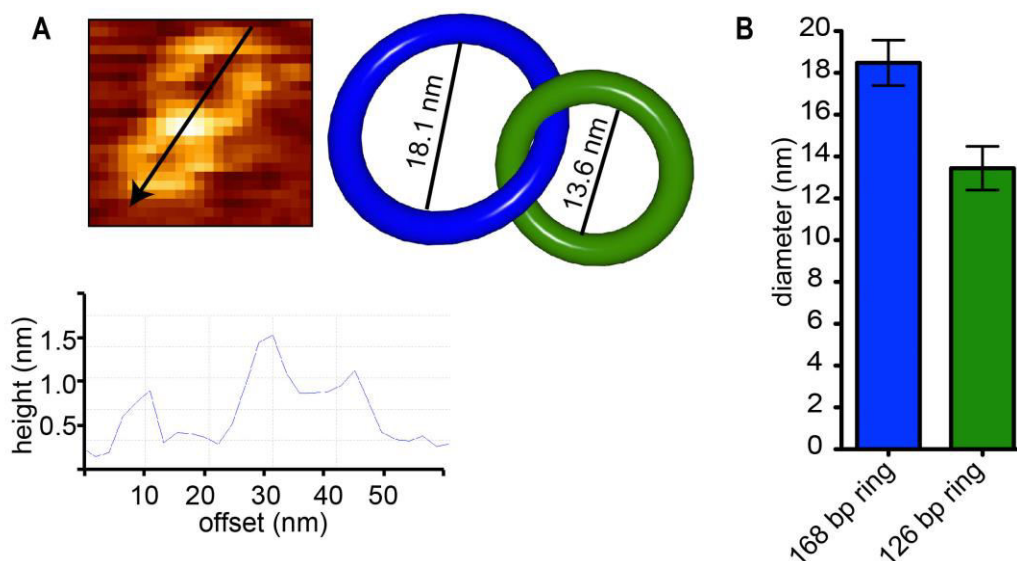 A
18.1 nm
13.6 nm
height (nm)
1.5
1.0
0.5
10 20 30 40 50
offset (nm)
B
diameter (nm)
20
18
16
14
12
10
8
6
4
2
0
168 bp ring
126 bp ring